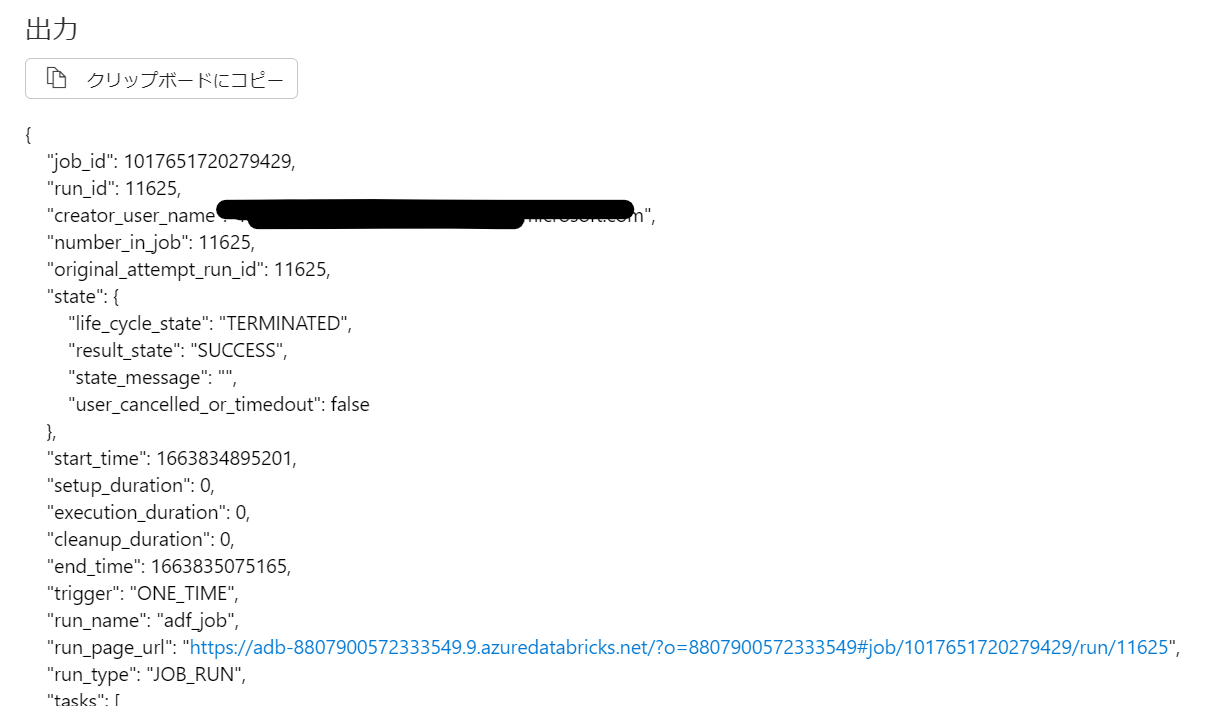 出力
クリップボードにコピー
{
"job_id": 1017651720279429,
"run_id": 11625,
"creator_user_name microsoft.com",
"number_in_job": 11625,
"original_attempt_run_id": 11625,
"state": {
"life_cycle_state": "TERMINATED",
"result_state": "SUCCESS",
"state_message": "",
"user_cancelled_or_timedout": false
},
"start_time": 1663834895201,
"setup_duration": 0,
"execution_duration": 0,
"cleanup_duration": 0,
"end_time": 1663835075165,
"trigger": "ONE_TIME",
"run_name": "adf_job",
"run_page_url": "https://adb-8807900572333549.9.azuredatabricks.net/?o=8807900572333549#job/1017651720279429/run/11625",
"run_type": "JOB_RUN",
"tasks": [